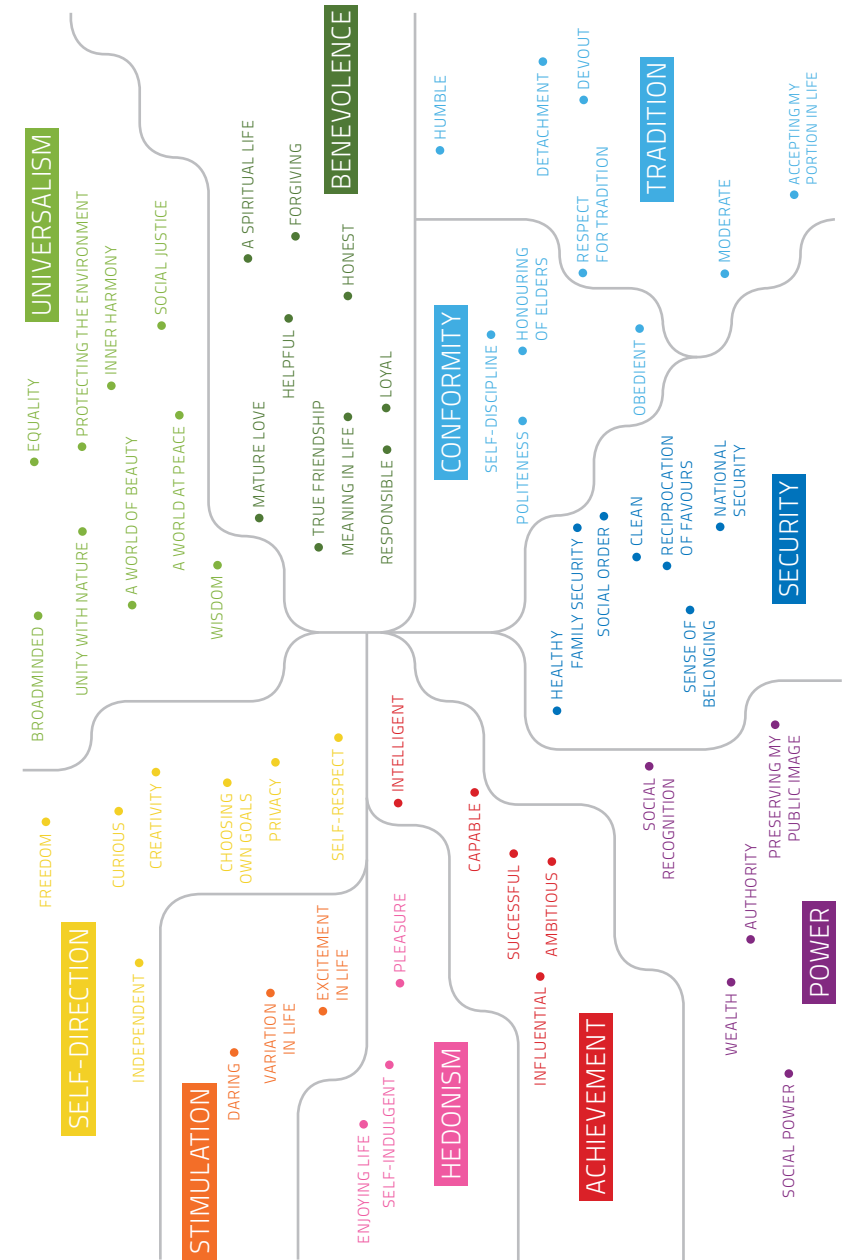 SELF-DIRECTION
FREEDOM
CURIOUS
INDEPENDENT
CREATIVITY
CHOOSING
OWN GOALS
PRIVACY
SELF-RESPECT
UNIVERSALISM
EQUALITY
BROADMINDED
PROTECTING THE ENVIRONMENT
UNITY WITH NATURE
INNER HARMONY
A WORLD OF BEAUTY
SOCIAL JUSTICE
A WORLD AT PEACE
WISDOM
STIMULATION
DARING
VARIATION
IN LIFE
EXCITEMENT
IN LIFE
BENEVOLENCE
A SPIRITUAL LIFE
MATURE LOVE
HELPFUL
FORGIVING
TRUE FRIENDSHIP
MEANING IN LIFE
HONEST
RESPONSIBLE
LOYAL
HEDONISM
ENJOYING LIFE
SELF-INDULGENT
PLEASURE
ACHIEVEMENT
INTELLIGENT
CAPABLE
SUCCESSFUL
INFLUENTIAL
AMBITIOUS
CONFORMITY
SELF-DISCIPLINE
POLITENESS
HONOURING
OF ELDERS
OBEDIENT
TRADITION
HUMBLE
DETACHMENT
DEVOUT
RESPECT
FOR TRADITION
MODERATE
ACCEPTING MY
PORTION IN LIFE
SECURITY
HEALTHY
FAMILY SECURITY
SOCIAL ORDER
CLEAN
RECIPROCATION
OF FAVOURS
SENSE OF
BELONGING
NATIONAL
SECURITY
POWER
SOCIAL
RECOGNITION
WEALTH
AUTHORITY
PRESERVING MY
PUBLIC IMAGE
SOCIAL POWER